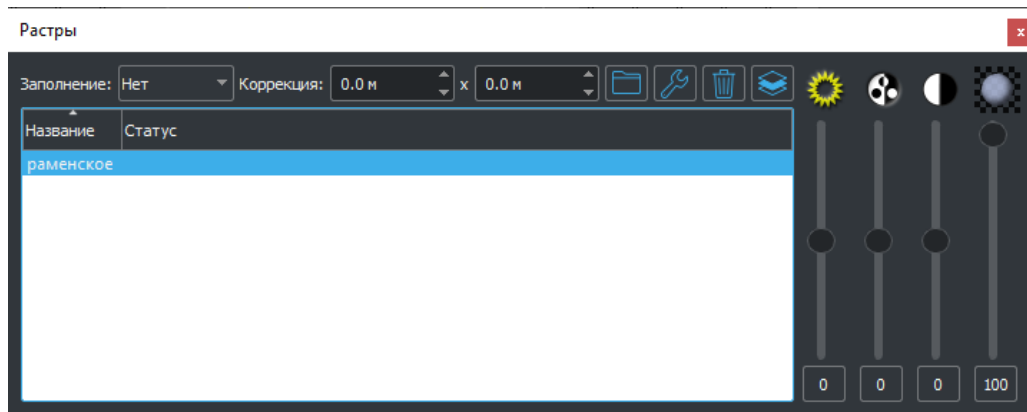 Растры
x
Заполнение: Нет Коррекция: 0.0 м x 0.0 м
Название Статус
раменское
0 0 0 100